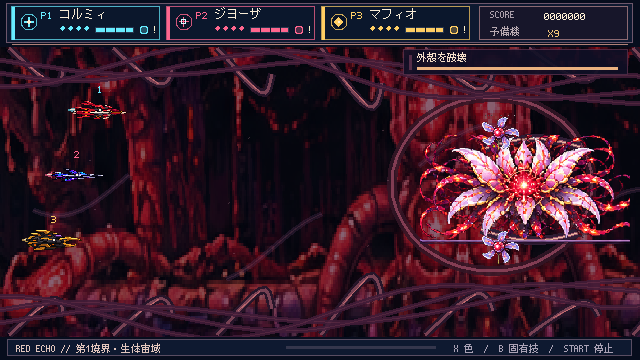 P1 コルミィ
!
P2 ジョーザ
!
P3 マフィオ
!
SCORE 0000000
予備機 X9
外殻を破壊
1
2
3
RED ECHO // 第1境界・生体宙域
X 色 / B 固有技 / START 停止